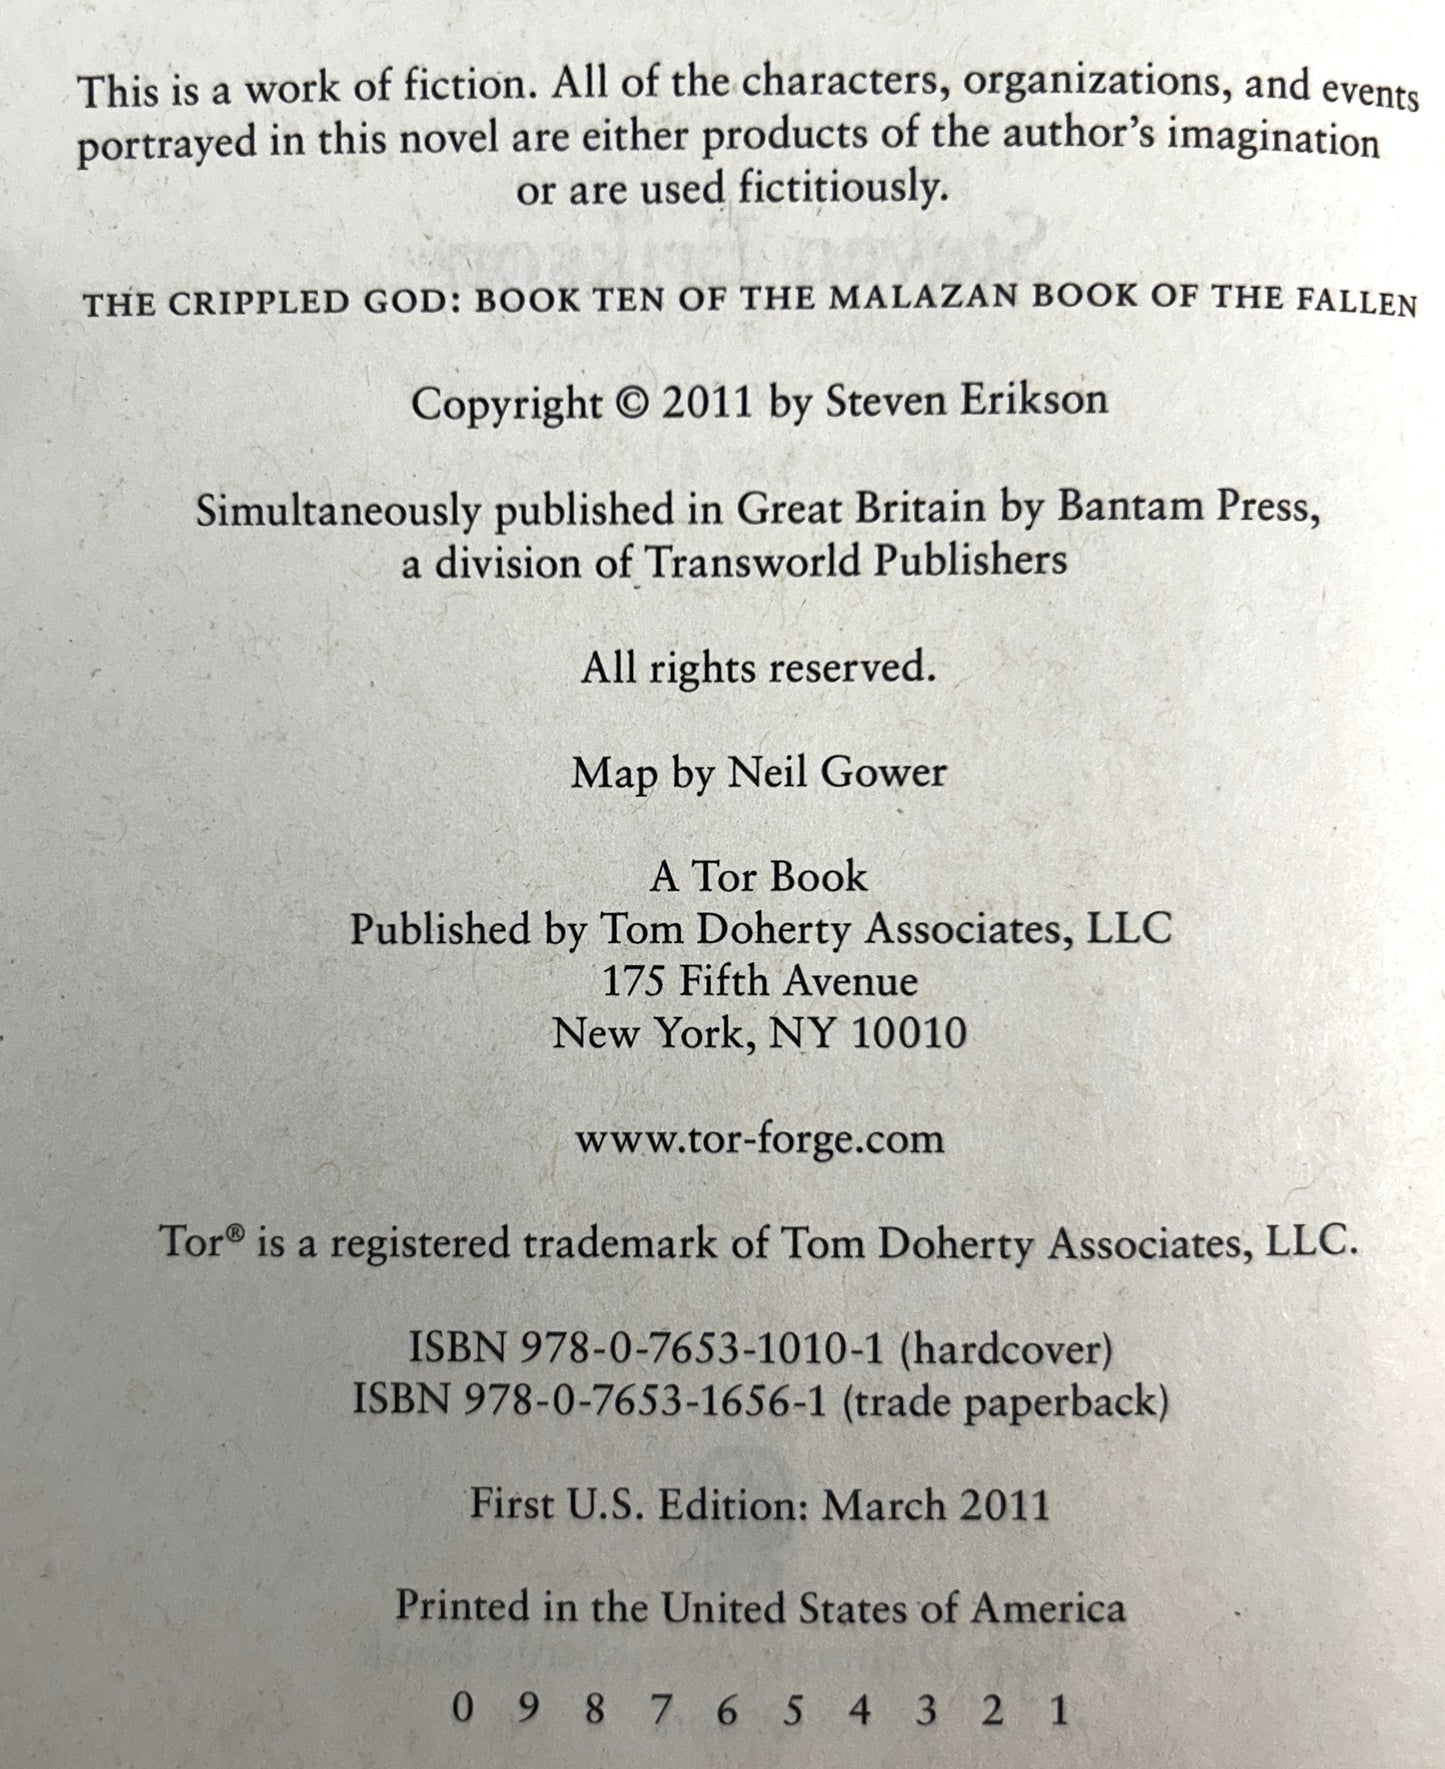 This is a work of fiction. All of the characters, organizations, and events
portrayed in this novel are either products of the author's imagination
or are used fictitiously.
THE CRIPPLED GOD: BOOK TEN OF THE MALAZAN BOOK OF THE FALLEN
Copyright © 2011 by Steven Erikson
Simultaneously published in Great Britain by Bantam Press,
a division of Transworld Publishers
All rights reserved.
Map by Neil Gower
A Tor Book
Published by Tom Doherty Associates, LLC
175 Fifth Avenue
New York, NY 10010
www.tor-forge.com
Tor® is a registered trademark of Tom Doherty Associates, LLC.
ISBN 978-0-7653-1010-1 (hardcover)
ISBN 978-0-7653-1656-1 (trade paperback)
First U.S. Edition: March 2011
Printed in the United States of America
0 9 8 7 6 5 4 3 2 1